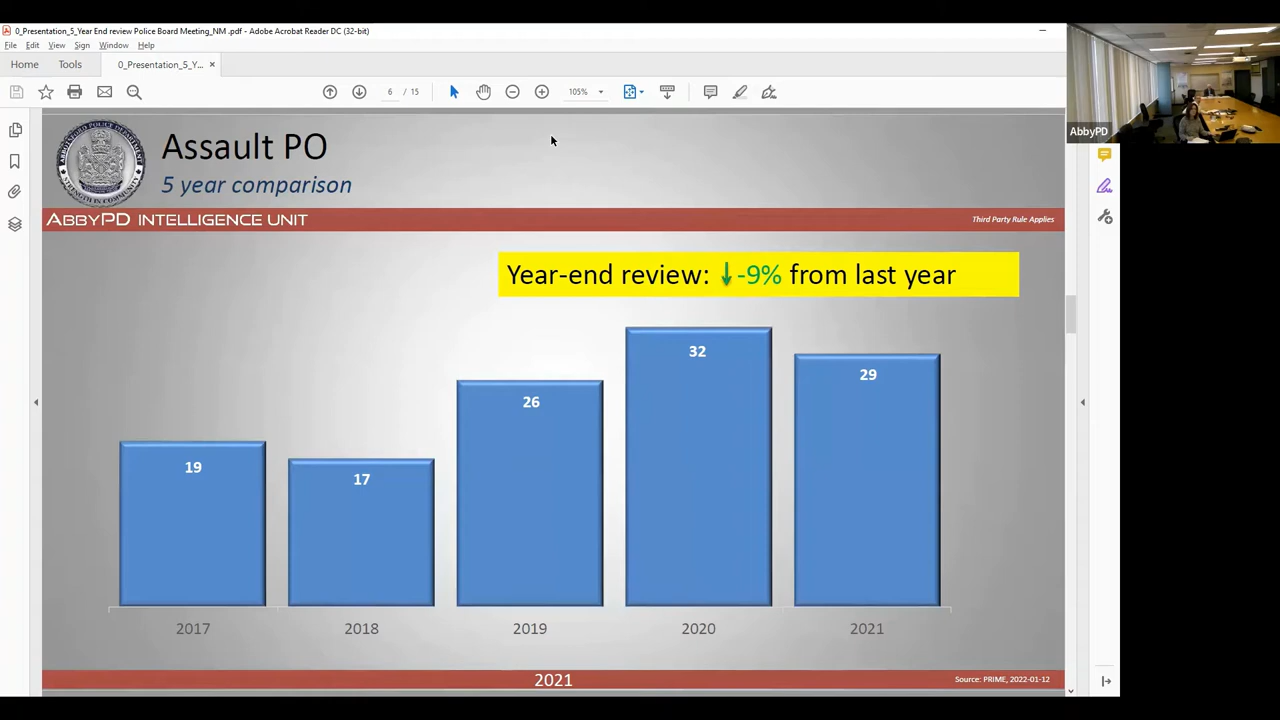 0_Presentation_5_Year End review Police Board Meeting_NM .pdf - Adobe Acrobat Reader DC (32-bit)
File Edit View Sign Window Help
Home Tools 0_Presentation_5_Y... ×
6 / 15 105%
AbbyPD
Assault PO
5 year comparison
ABBYPD INTELLIGENCE UNIT
Third Party Rule Applies
Year-end review: ↓-9% from last year
19
17
26
32
29
2017 2018 2019 2020 2021
2021
Source: PRIME, 2022-01-12